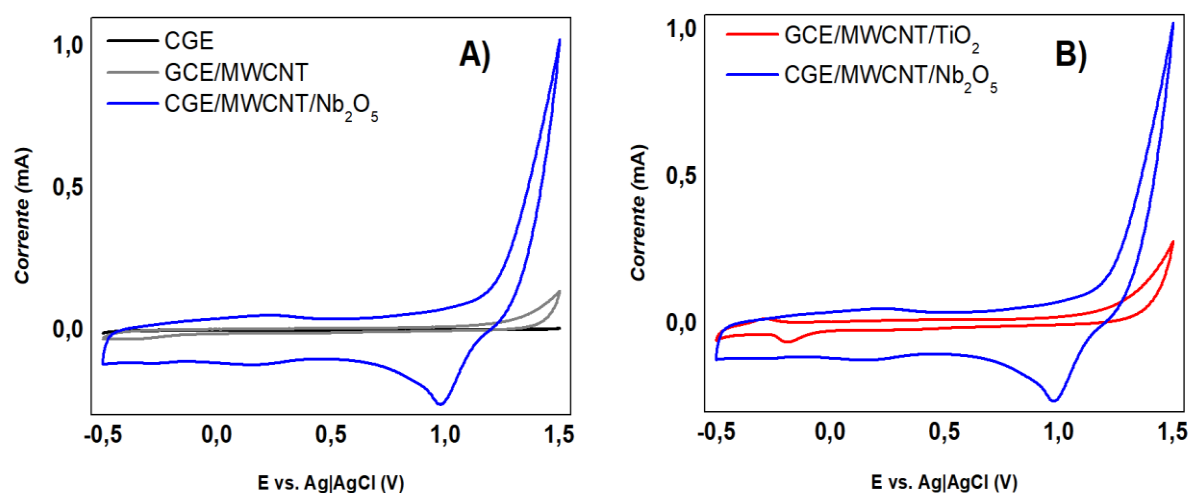 A)
CGE
GCE/MWCNT
CGE/MWCNT/Nb₂O₅
1,0
0,5
0,0
Corrente (mA)
-0,5 0,0 0,5 1,0 1,5
E vs. Ag|AgCl (V)
B)
GCE/MWCNT/TiO₂
CGE/MWCNT/Nb₂O₅
1,0
0,5
0,0
Corrente (mA)
-0,5 0,0 0,5 1,0 1,5
E vs. Ag|AgCl (V)